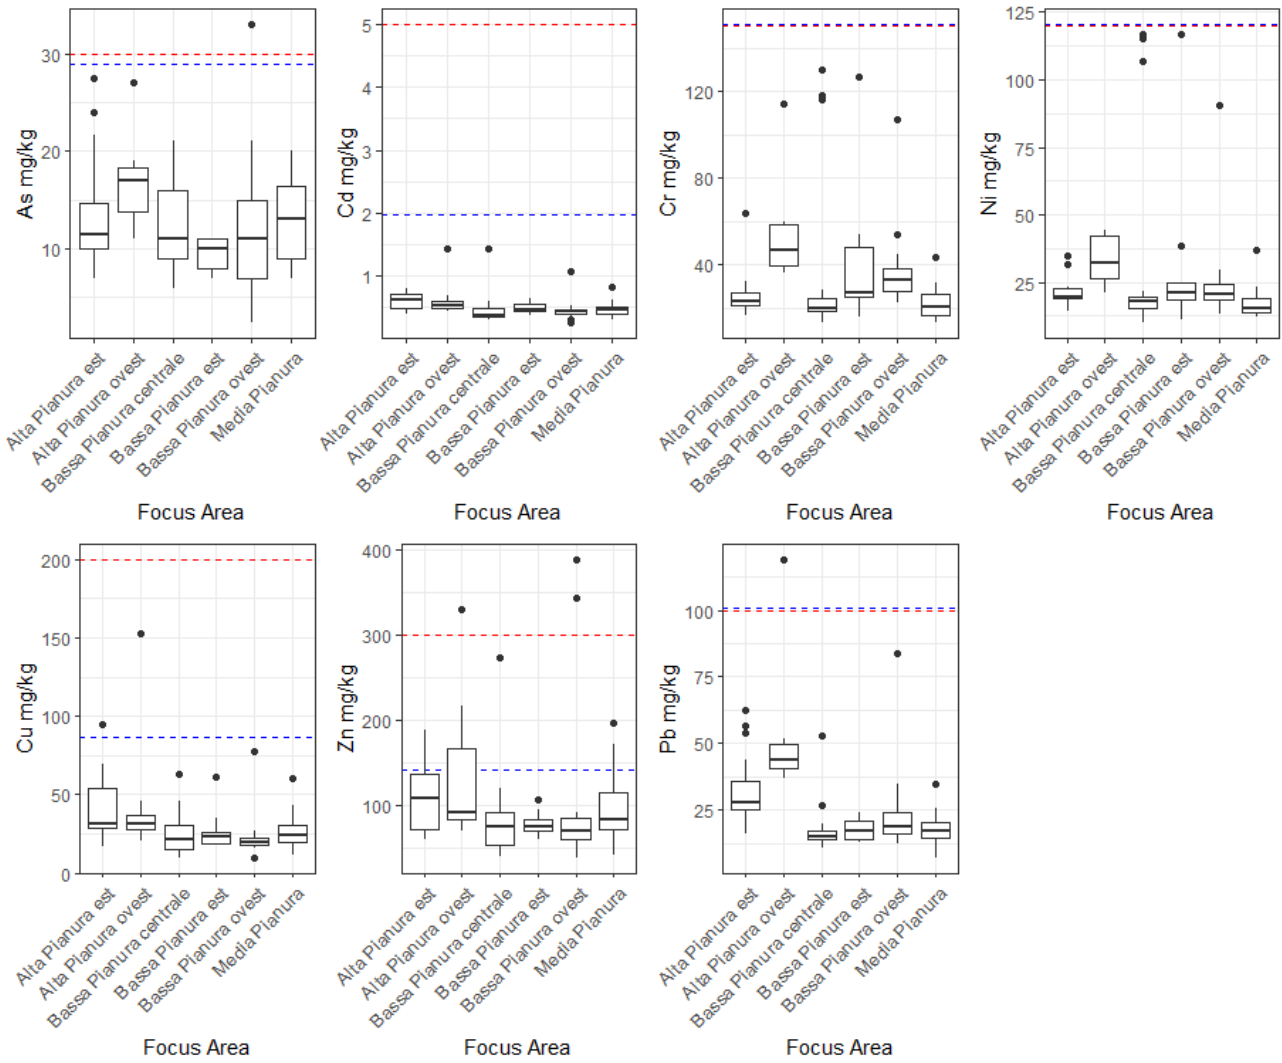 As mg/kg
30
20
10
Alta Pianura est
Alta Pianura ovest
Bassa Pianura centrale
Bassa Pianura est
Bassa Pianura ovest
Media Pianura
Focus Area
Cd mg/kg
5
4
3
2
1
Alta Pianura est
Alta Pianura ovest
Bassa Pianura centrale
Bassa Pianura est
Bassa Pianura ovest
Media Pianura
Focus Area
Cr mg/kg
120
80
40
Alta Pianura est
Alta Pianura ovest
Bassa Pianura centrale
Bassa Pianura est
Bassa Pianura ovest
Media Pianura
Focus Area
Ni mg/kg
125
100
75
50
25
Alta Pianura est
Alta Pianura ovest
Bassa Pianura centrale
Bassa Pianura est
Bassa Pianura ovest
Media Pianura
Focus Area
Cu mg/kg
200
150
100
50
0
Alta Pianura est
Alta Pianura ovest
Bassa Pianura centrale
Bassa Pianura est
Bassa Pianura ovest
Media Pianura
Focus Area
Zn mg/kg
400
300
200
100
Alta Pianura est
Alta Pianura ovest
Bassa Pianura centrale
Bassa Pianura est
Bassa Pianura ovest
Media Pianura
Focus Area
Pb mg/kg
100
75
50
25
Alta Pianura est
Alta Pianura ovest
Bassa Pianura centrale
Bassa Pianura est
Bassa Pianura ovest
Media Pianura
Focus Area